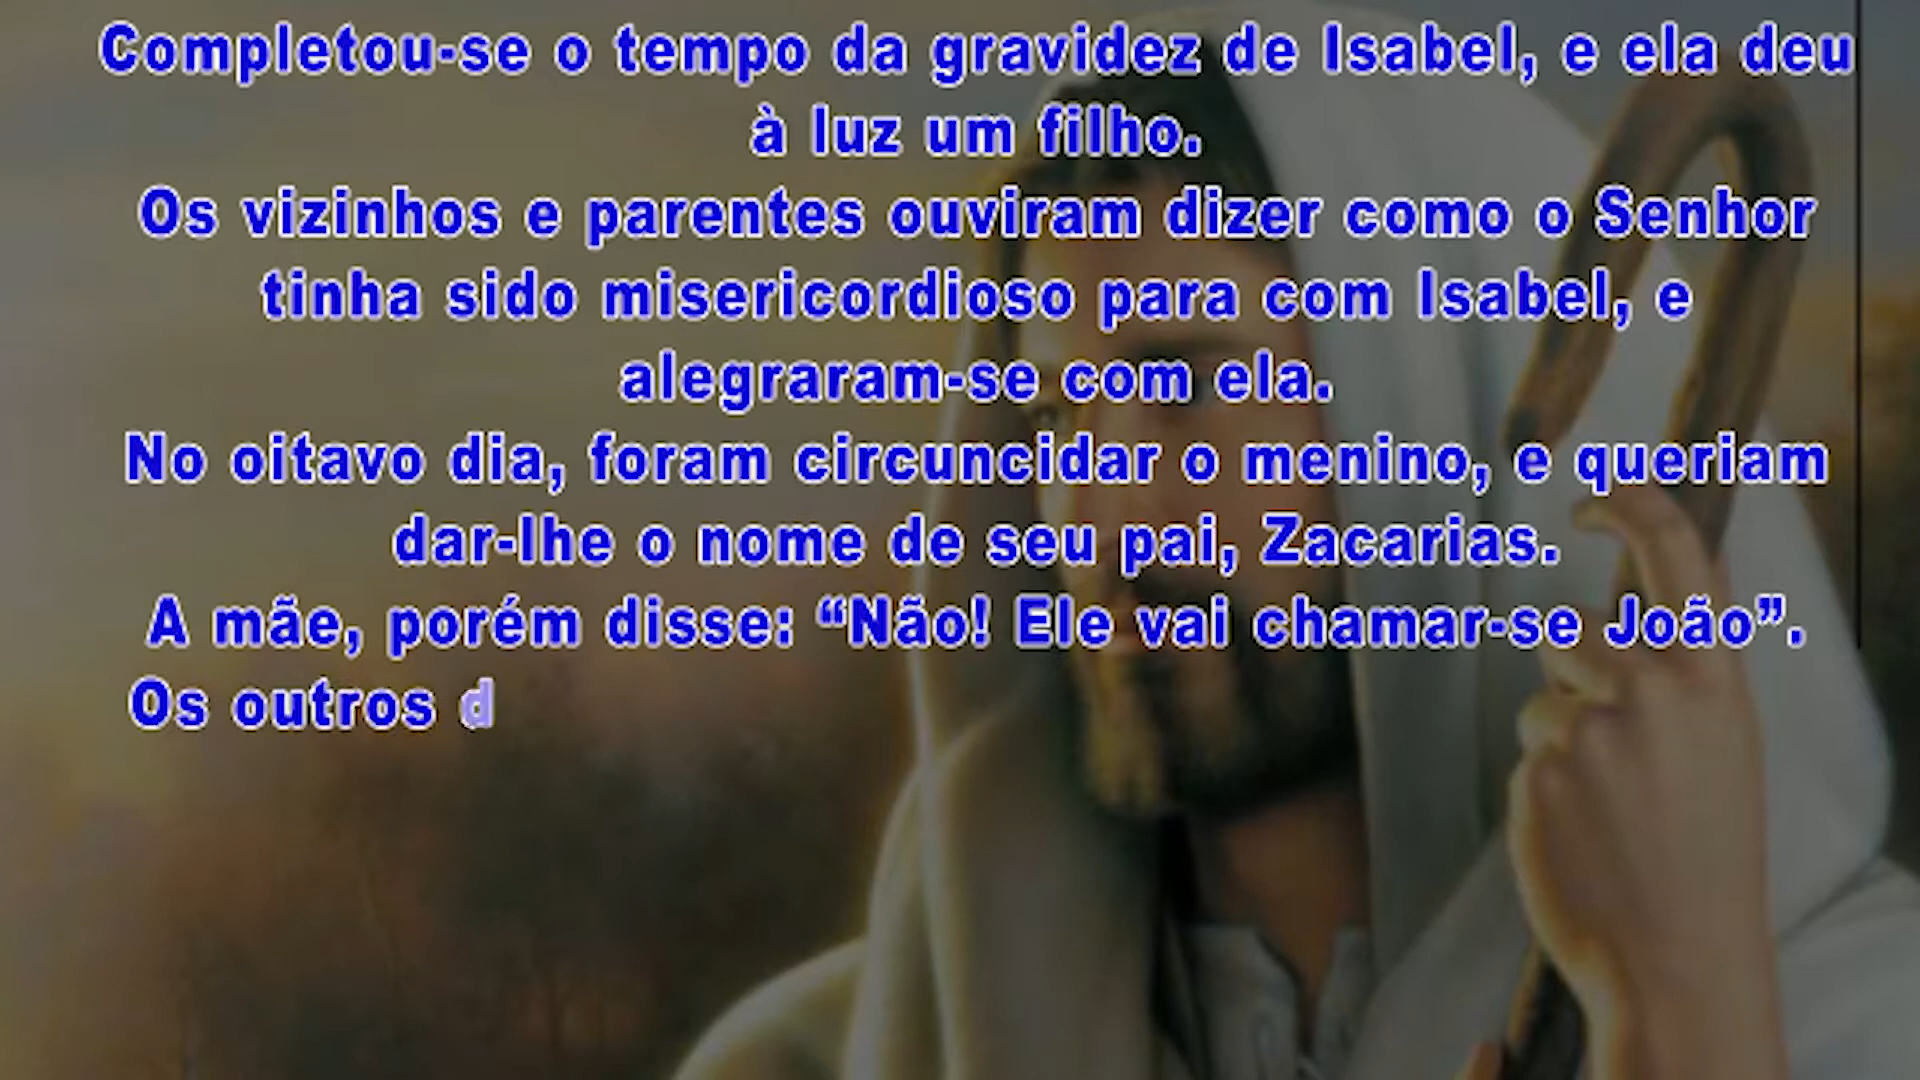 Completou-se o tempo da gravidez de Isabel, e ela deu
à luz um filho.
Os vizinhos e parentes ouviram dizer como o Senhor
tinha sido misericordioso para com Isabel, e
alegraram-se com ela.
No oitavo dia, foram circuncidar o menino, e queriam
dar-lhe o nome de seu pai, Zacarias.
A mãe, porém disse: “Não! Ele vai chamar-se João”.
Os outros d